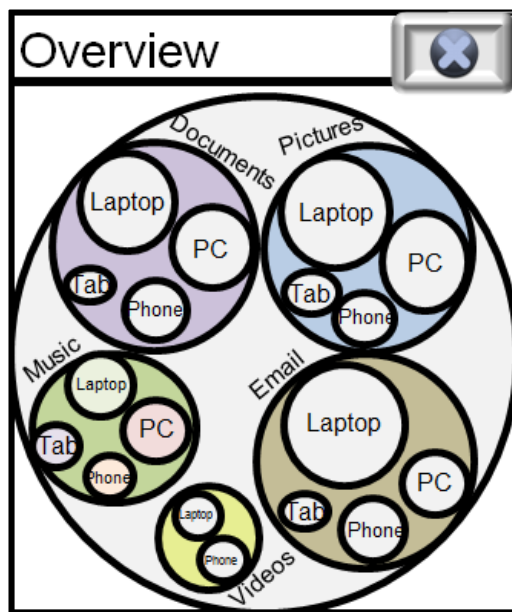 Overview
Documents
Laptop
PC
Tab
Phone
Pictures
Laptop
PC
Tab
Phone
Music
Laptop
PC
Tab
Phone
Email
Laptop
PC
Tab
Phone
Videos
Laptop
Phone